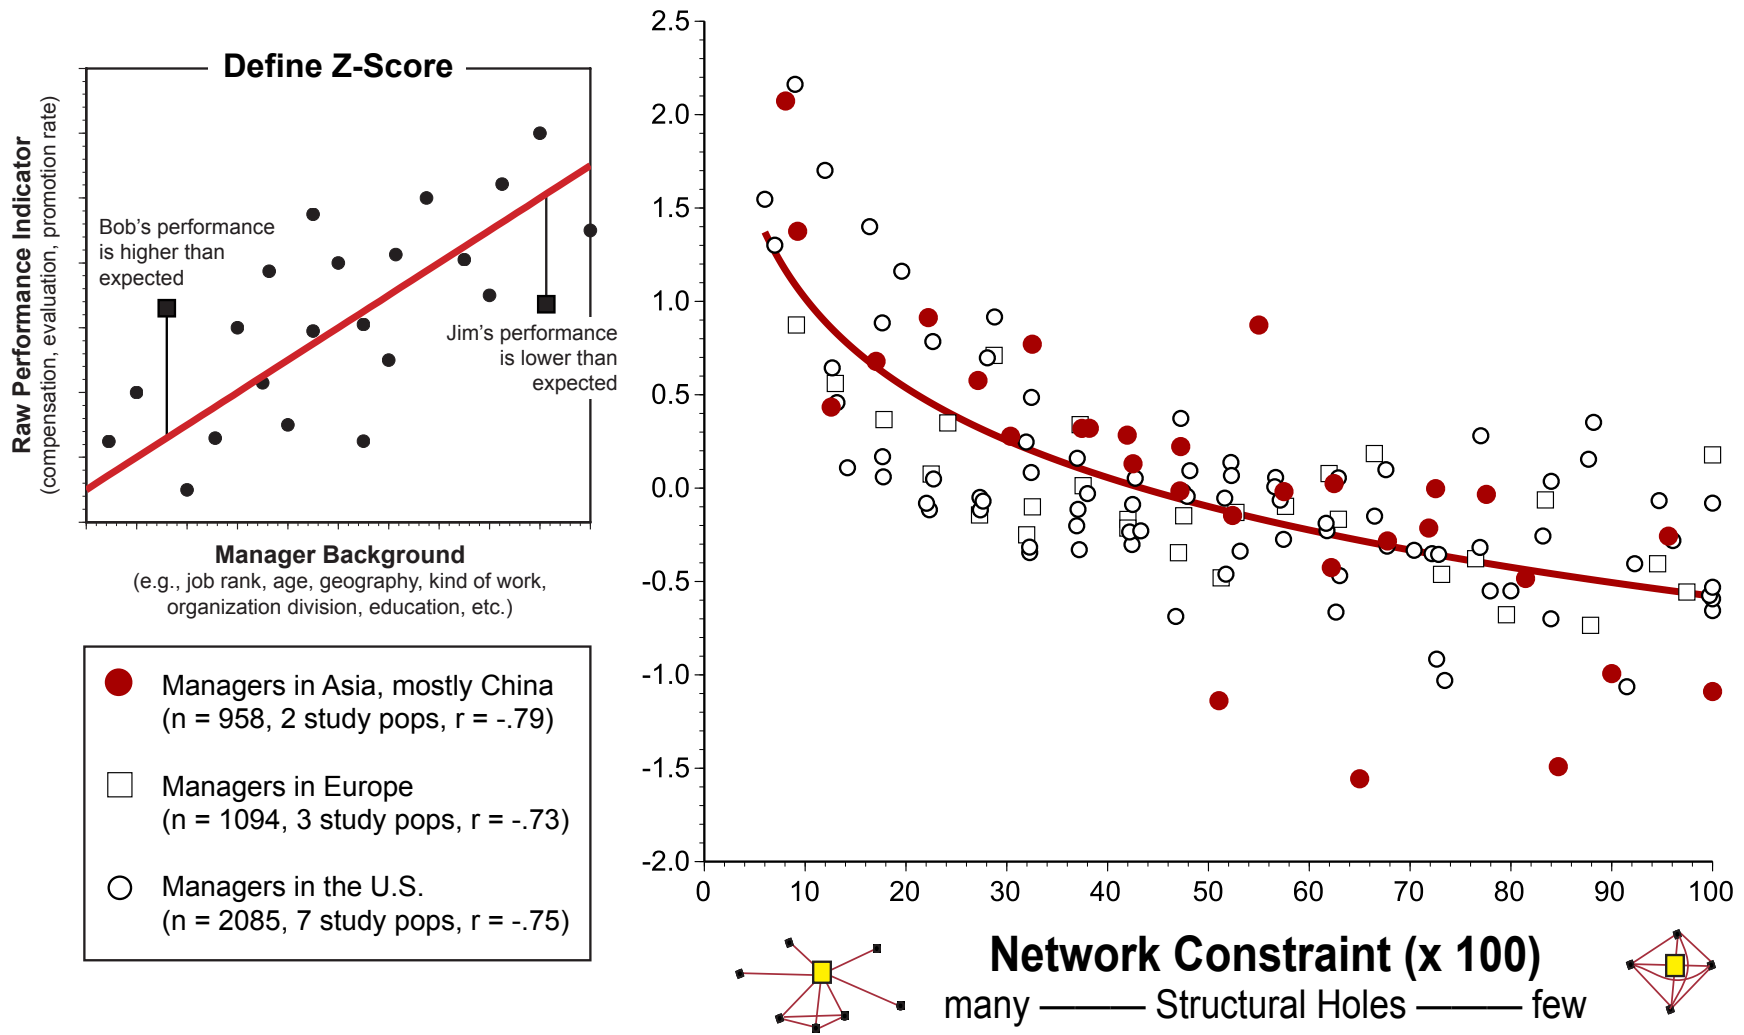 Define Z-Score
Raw Performance Indicator
(compensation, evaluation, promotion rate)
Bob's performance
is higher than
expected
Jim's performance
is lower than
expected
Manager Background
(e.g., job rank, age, geography, kind of work,
organization division, education, etc.)
Managers in Asia, mostly China
(n = 958, 2 study pops, r = -.79)
Managers in Europe
(n = 1094, 3 study pops, r = -.73)
Managers in the U.S.
(n = 2085, 7 study pops, r = -.75)
2.5
2.0
1.5
1.0
0.5
0.0
-0.5
-1.0
-1.5
-2.0
0 10 20 30 40 50 60 70 80 90 100
Network Constraint (x 100)
many ——— Structural Holes ——— few